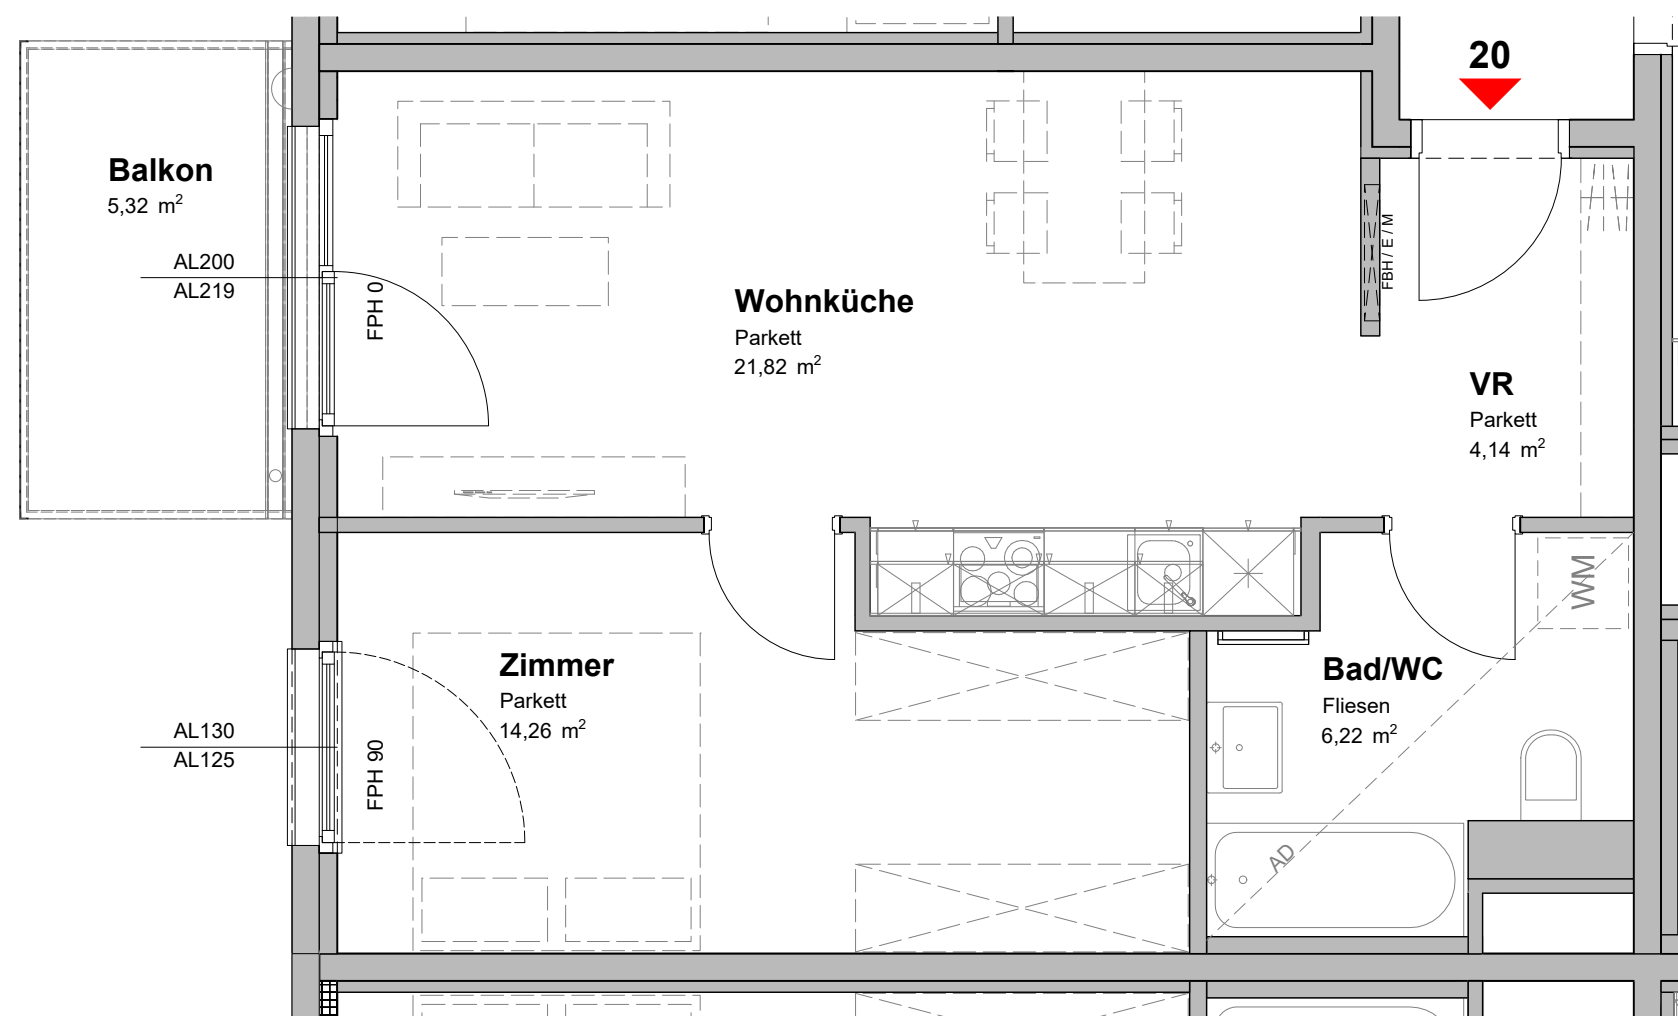 20
Balkon
5,32 m²
AL200
AL219
FPH 0
Wohnküche
Parkett
21,82 m²
FBH / E / M
VR
Parkett
4,14 m²
WM
Zimmer
Parkett
14,26 m²
Bad/WC
Fliesen
6,22 m²
AL130
AL125
FPH 90
AD